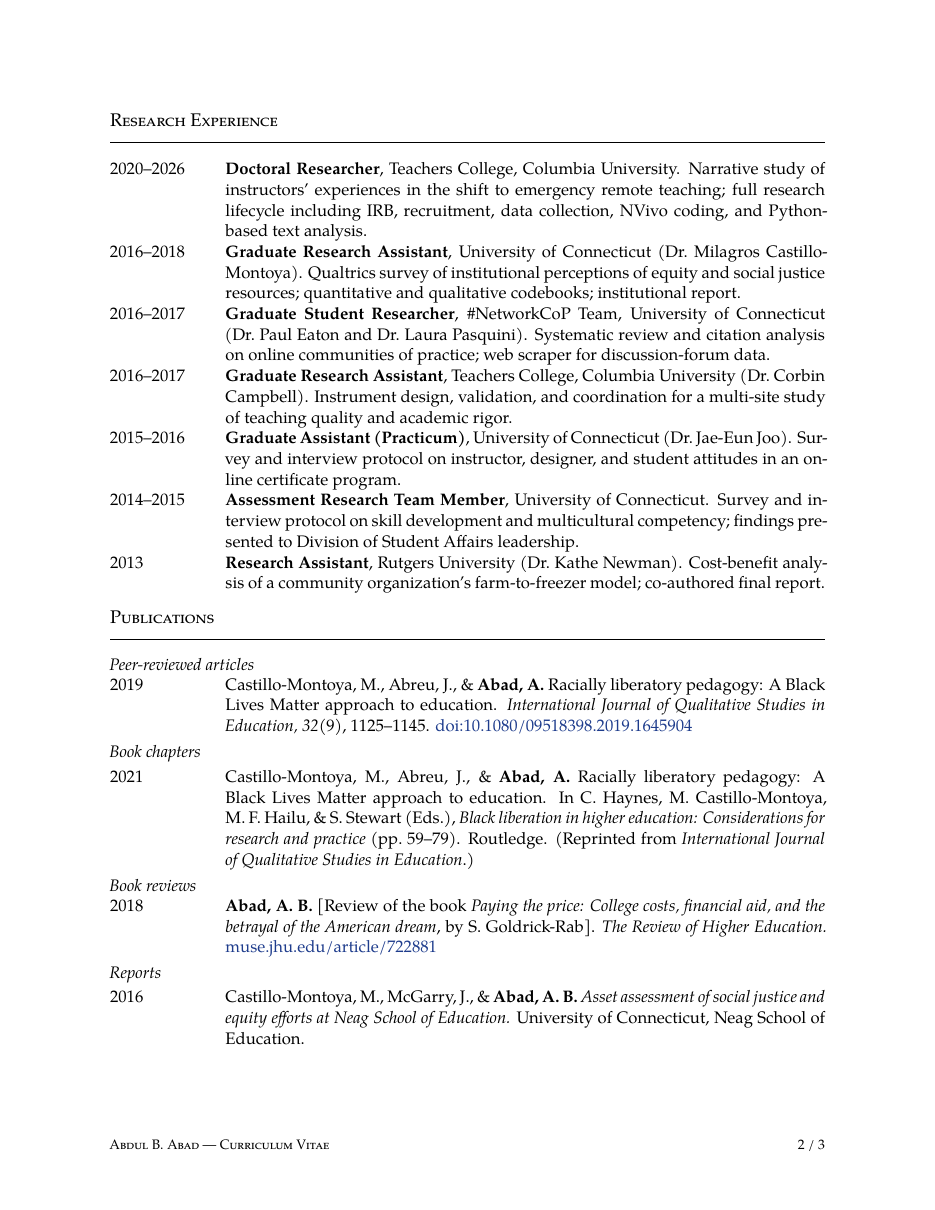 Research Experience
2020–2026 Doctoral Researcher, Teachers College, Columbia University. Narrative study of
instructors’ experiences in the shift to emergency remote teaching; full research
lifecycle including IRB, recruitment, data collection, NVivo coding, and Python-
based text analysis.
2016–2018 Graduate Research Assistant, University of Connecticut (Dr. Milagros Castillo-
Montoya). Qualtrics survey of institutional perceptions of equity and social justice
resources; quantitative and qualitative codebooks; institutional report.
2016–2017 Graduate Student Researcher, #NetworkCoP Team, University of Connecticut
(Dr. Paul Eaton and Dr. Laura Pasquini). Systematic review and citation analysis
on online communities of practice; web scraper for discussion-forum data.
2016–2017 Graduate Research Assistant, Teachers College, Columbia University (Dr. Corbin
Campbell). Instrument design, validation, and coordination for a multi-site study
of teaching quality and academic rigor.
2015–2016 Graduate Assistant (Practicum), University of Connecticut (Dr. Jae-Eun Joo). Sur-
vey and interview protocol on instructor, designer, and student attitudes in an on-
line certificate program.
2014–2015 Assessment Research Team Member, University of Connecticut. Survey and in-
terview protocol on skill development and multicultural competency; findings pre-
sented to Division of Student Affairs leadership.
2013 Research Assistant, Rutgers University (Dr. Kathe Newman). Cost-benefit analy-
sis of a community organization’s farm-to-freezer model; co-authored final report.
Publications
Peer-reviewed articles
2019 Castillo-Montoya, M., Abreu, J., & Abad, A. Racially liberatory pedagogy: A Black
Lives Matter approach to education. International Journal of Qualitative Studies in
Education, 32(9), 1125–1145. doi:10.1080/09518398.2019.1645904
Book chapters
2021 Castillo-Montoya, M., Abreu, J., & Abad, A. Racially liberatory pedagogy: A
Black Lives Matter approach to education. In C. Haynes, M. Castillo-Montoya,
M. F. Hailu, & S. Stewart (Eds.), Black liberation in higher education: Considerations for
research and practice (pp. 59–79). Routledge. (Reprinted from International Journal
of Qualitative Studies in Education.)
Book reviews
2018 Abad, A. B. [Review of the book Paying the price: College costs, financial aid, and the
betrayal of the American dream, by S. Goldrick-Rab]. The Review of Higher Education.
muse.jhu.edu/article/722881
Reports
2016 Castillo-Montoya, M., McGarry, J., & Abad, A. B. Asset assessment of social justice and
equity efforts at Neag School of Education. University of Connecticut, Neag School of
Education.
Abdul B. Abad — Curriculum Vitae 2 / 3